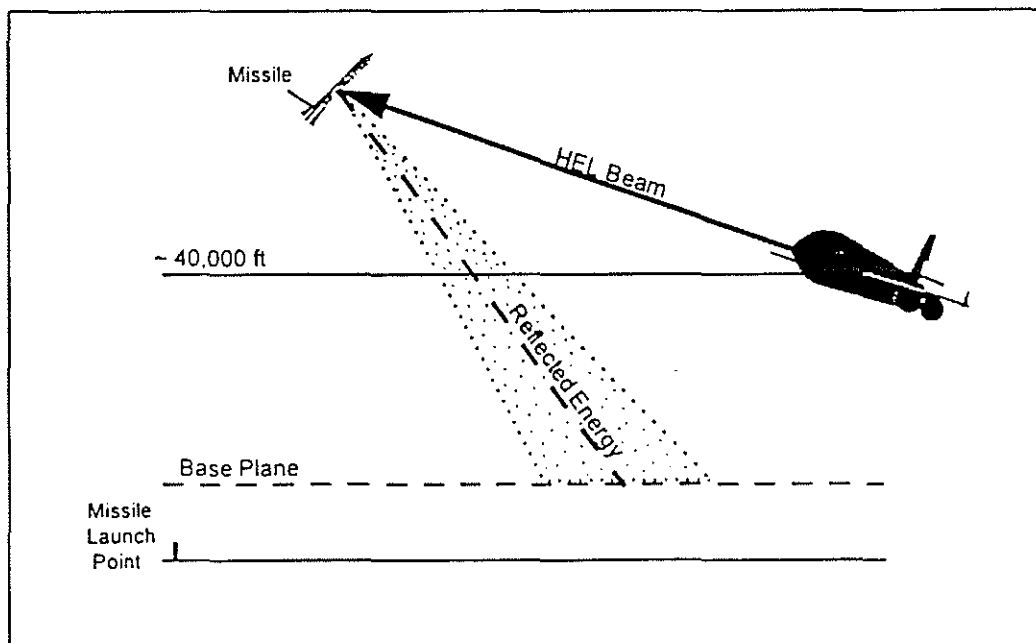 Missile
HEL Beam
~ 40,000 ft
Reflected Energy
Base Plane
Missile
Launch
Point